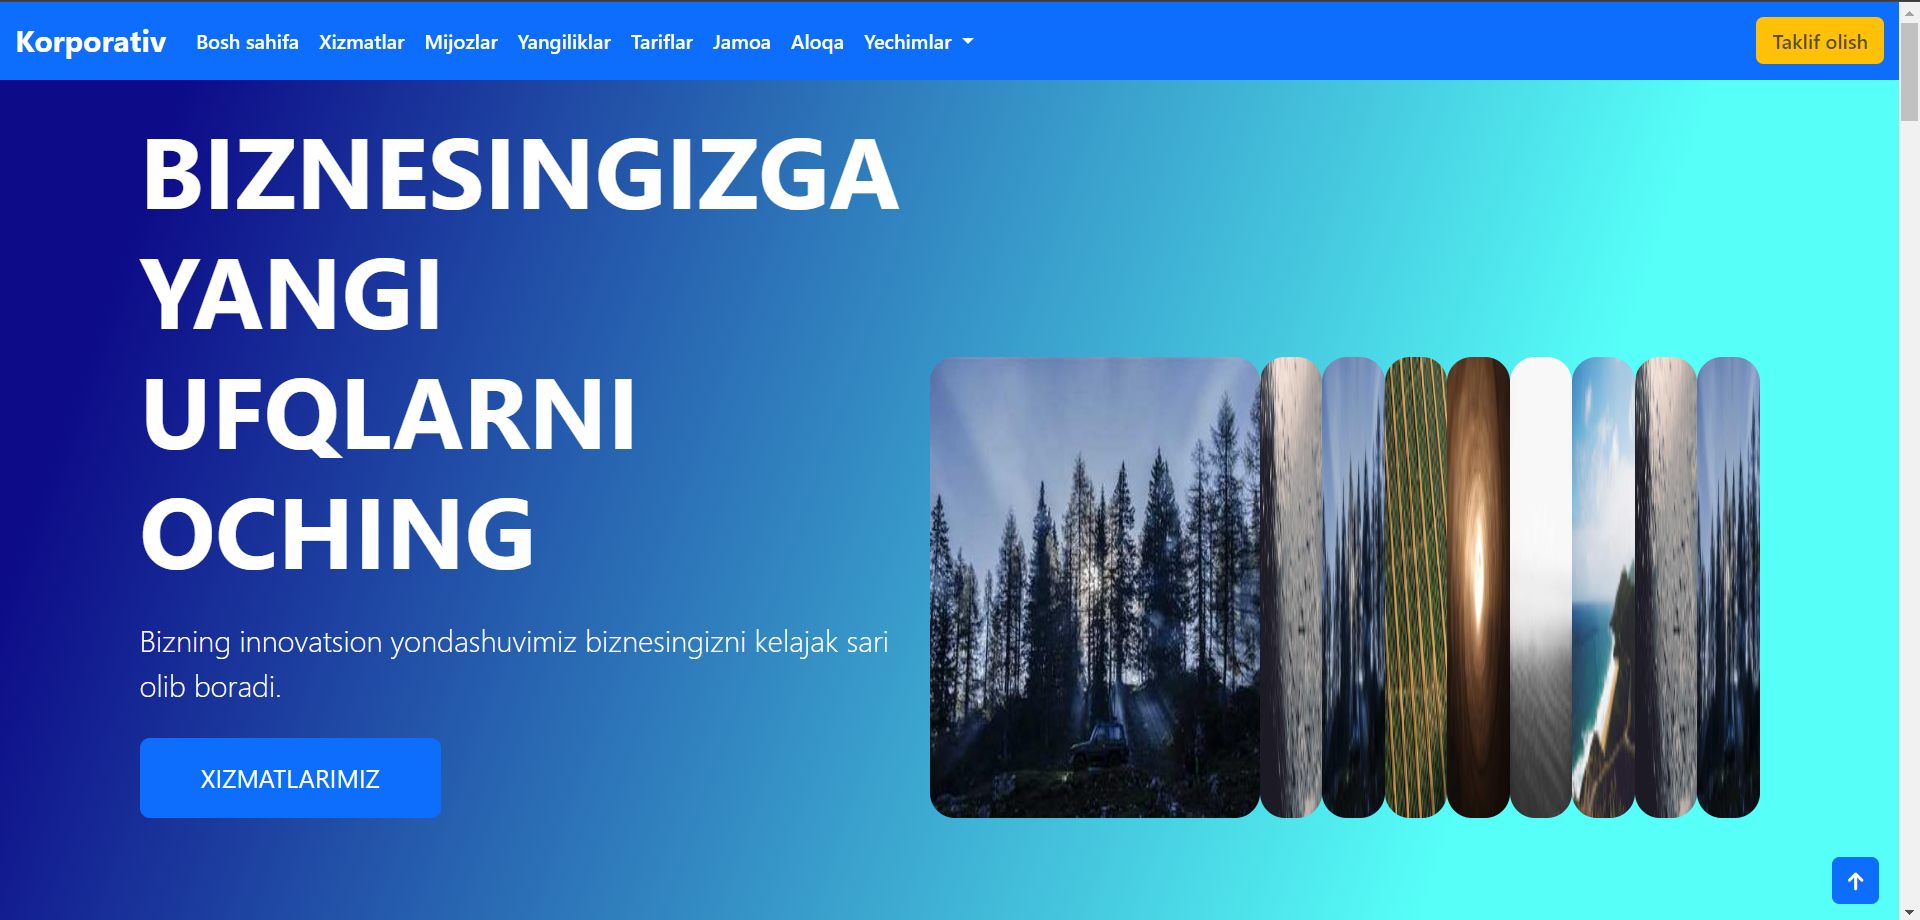 Korporativ Bosh sahifa Xizmatlar Mijozlar Yangiliklar Tariflar Jamoa Aloqa Yechimlar Taklif olish
BIZNESINGIZGA
YANGI
UFQLARNI
OCHING
Bizning innovatsion yondashuvimiz biznesingizni kelajak sari
olib boradi.
XIZMATLARIMIZ